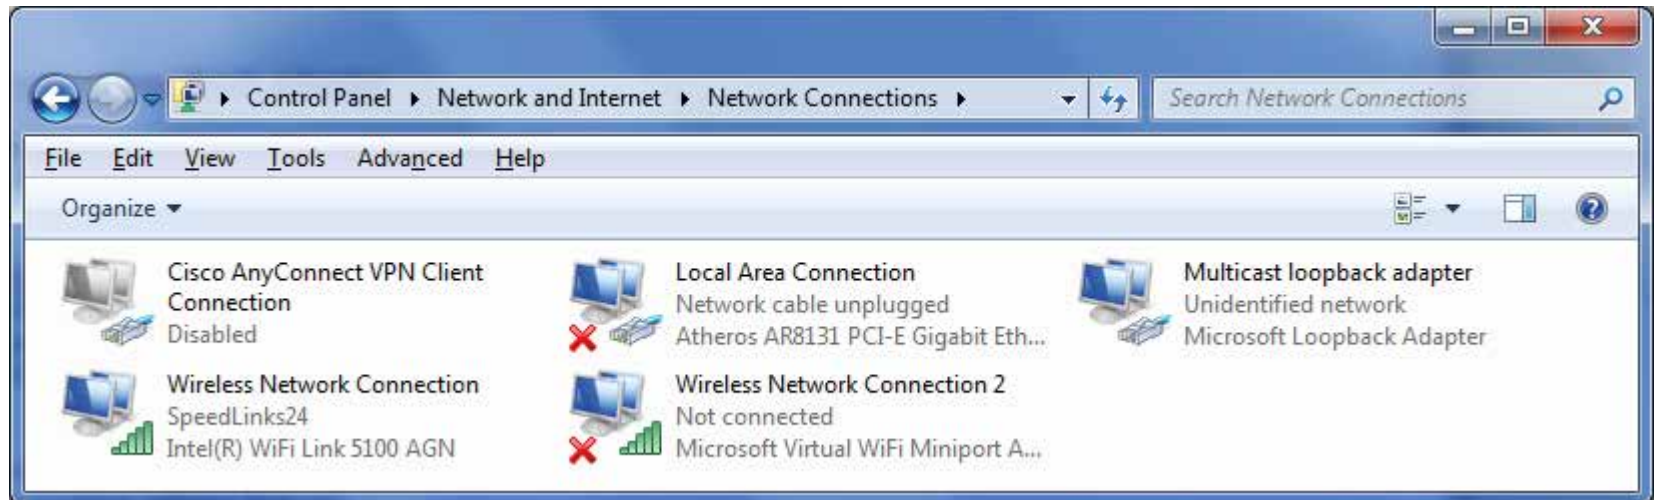 Control Panel Network and Internet Network Connections
Search Network Connections
File Edit View Tools Advanced Help
Organize
Cisco AnyConnect VPN Client
Connection
Disabled
Local Area Connection
Network cable unplugged
Atheros AR8131 PCI-E Gigabit Eth...
Multicast loopback adapter
Unidentified network
Microsoft Loopback Adapter
Wireless Network Connection
SpeedLinks24
Intel(R) WiFi Link 5100 AGN
Wireless Network Connection 2
Not connected
Microsoft Virtual WiFi Miniport A...